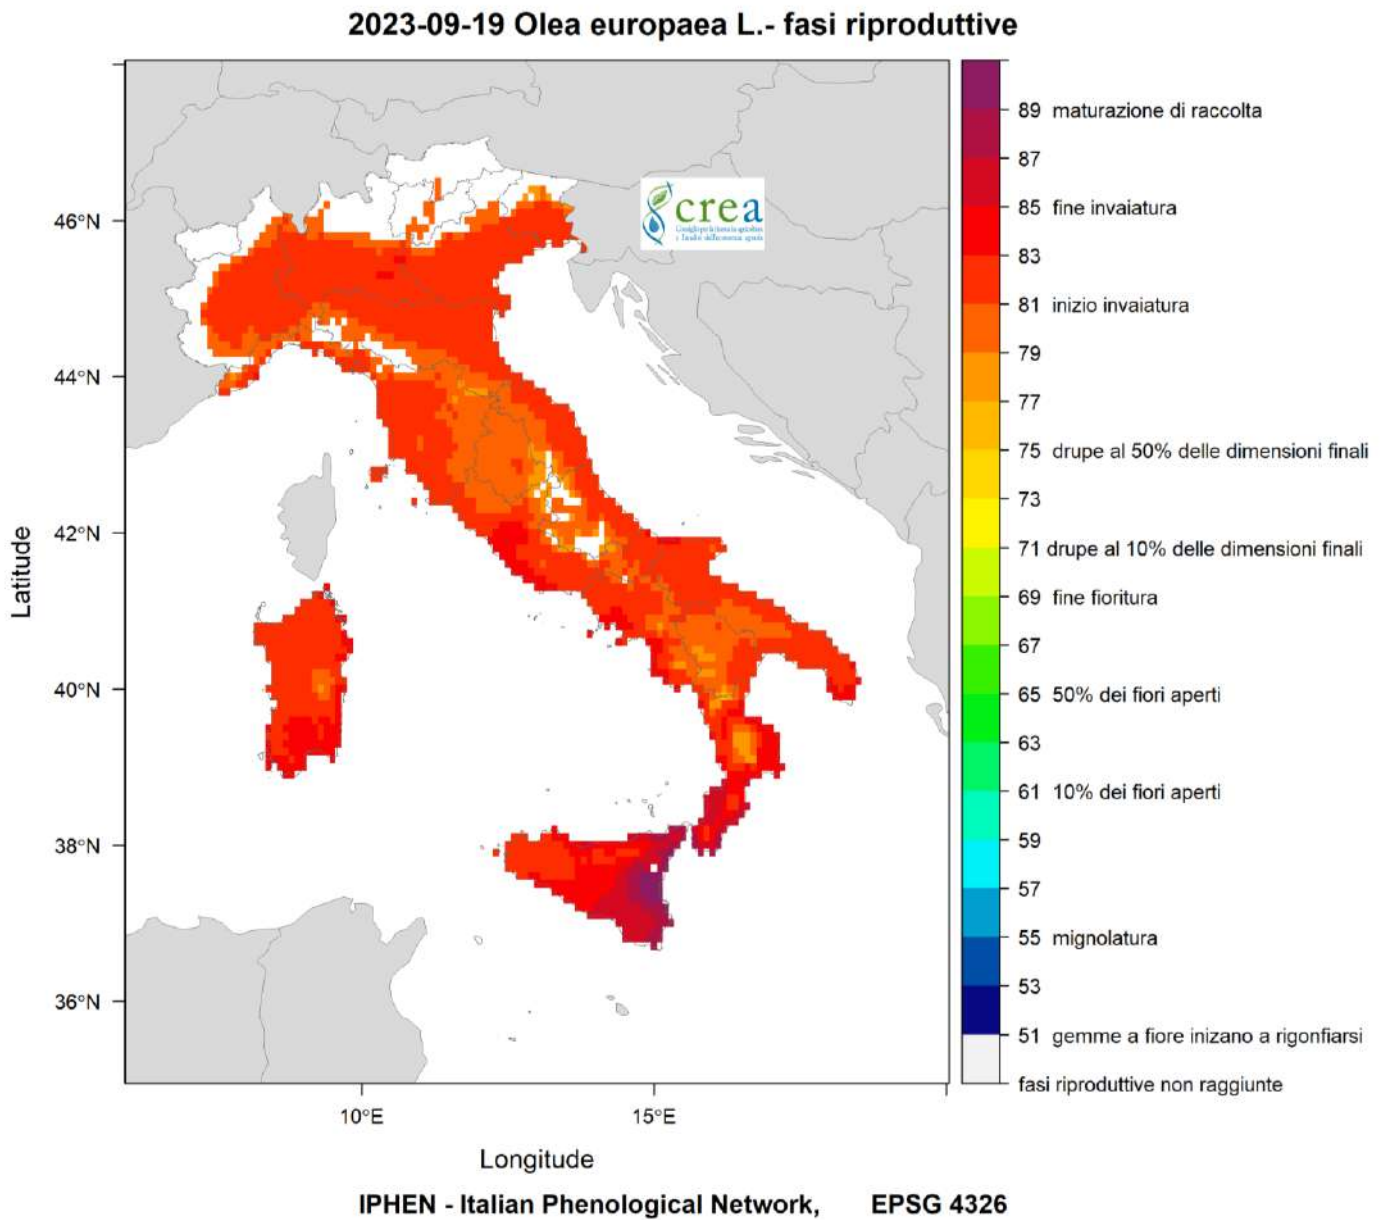 2023-09-19 Olea europaea L.- fasi riproduttive
crea
Latitude
46°N
44°N
42°N
40°N
38°N
36°N
10°E
15°E
Longitude
89 maturazione di raccolta
87
85 fine invaiatura
83
81 inizio invaiatura
79
77
75 drupe al 50% delle dimensioni finali
73
71 drupe al 10% delle dimensioni finali
69 fine fioritura
67
65 50% dei fiori aperti
63
61 10% dei fiori aperti
59
57
55 mignolatura
53
51 gemme a fiore inizano a rigonfiarsi
fasi riproduttive non raggiunte
IPHEN - Italian Phenological Network, EPSG 4326